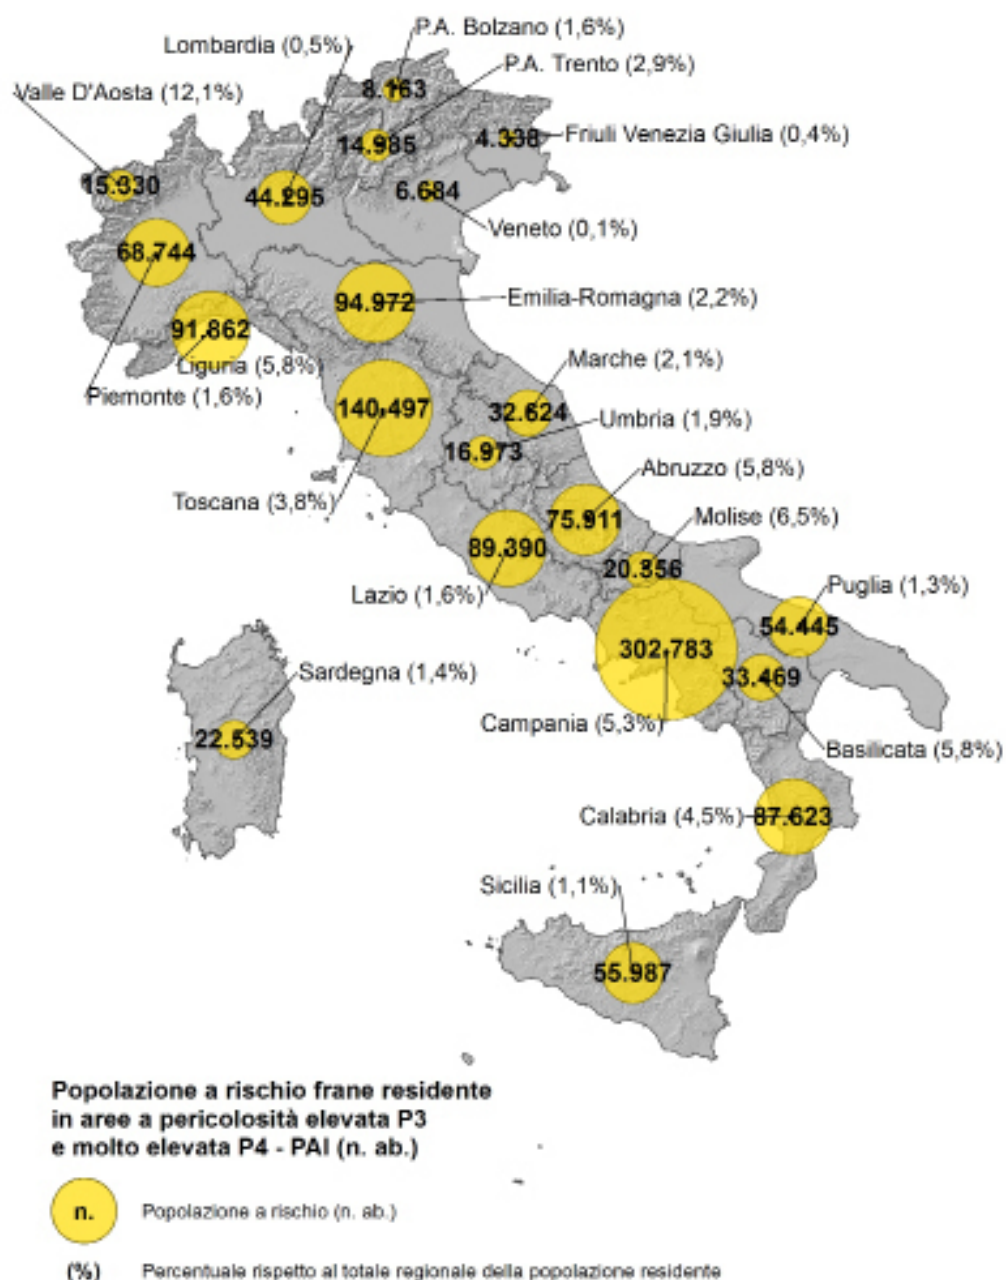 P.A. Bolzano (1,6%)
Lombardia (0,5%)
P.A. Trento (2,9%)
8.163
Valle D'Aosta (12,1%)
Friuli Venezia Giulia (0,4%)
4.338
14.985
15.330
44.295
6.684
Veneto (0,1%)
68.744
94.972
Emilia-Romagna (2,2%)
91.862
Liguria (5,8%)
Marche (2,1%)
Piemonte (1,6%)
140.497
32.624
Umbria (1,9%)
16.973
Abruzzo (5,8%)
Toscana (3,8%)
75.911
Molise (6,5%)
89.390
20.356
Lazio (1,6%)
Puglia (1,3%)
54.445
302.783
Sardegna (1,4%)
33.469
Campania (5,3%)
22.539
Basilicata (5,8%)
Calabria (4,5%)
87.623
Sicilia (1,1%)
55.987
Popolazione a rischio frane residente
in aree a pericolosità elevata P3
e molto elevata P4 - PAI (n. ab.)
n. Popolazione a rischio (n. ab.)
(%) Percentuale rispetto al totale regionale della popolazione residente